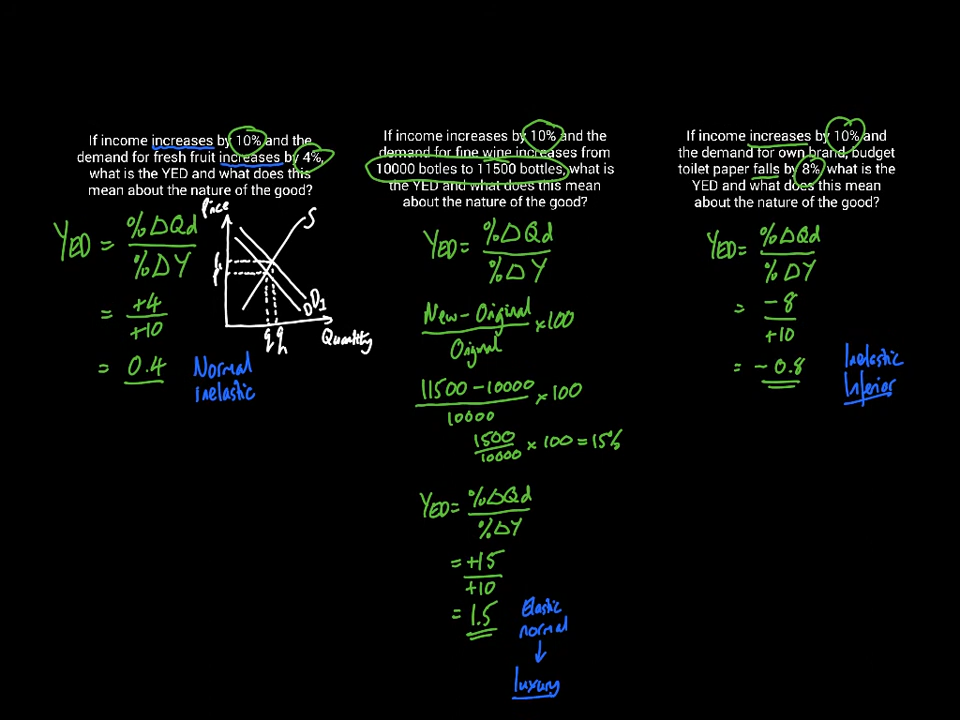 If income increases by 10% and the
demand for fresh fruit increases by 4%,
what is the YED and what does this
mean about the nature of the good?
YED = %ΔQd
%ΔY
= +4
+10
= 0.4
Normal
inelastic
Price
S
P1
P
D D1
q q1
Quantity
If income increases by 10% and the
demand for fine wine increases from
10000 botles to 11500 bottles, what is
the YED and what does this mean
about the nature of the good?
YED = %ΔQd
%ΔY
New - Original × 100
Original
11500 - 10000 × 100
10000
1500 × 100 = 15%
10000
YED = %ΔQd
%ΔY
= +15
+10
= 1.5
Elastic
normal
↓
luxury
If income increases by 10% and
the demand for own brand, budget
toilet paper falls by 8%, what is the
YED and what does this mean
about the nature of the good?
YED = %ΔQd
%ΔY
= -8
+10
= -0.8
Inelastic
Inferior